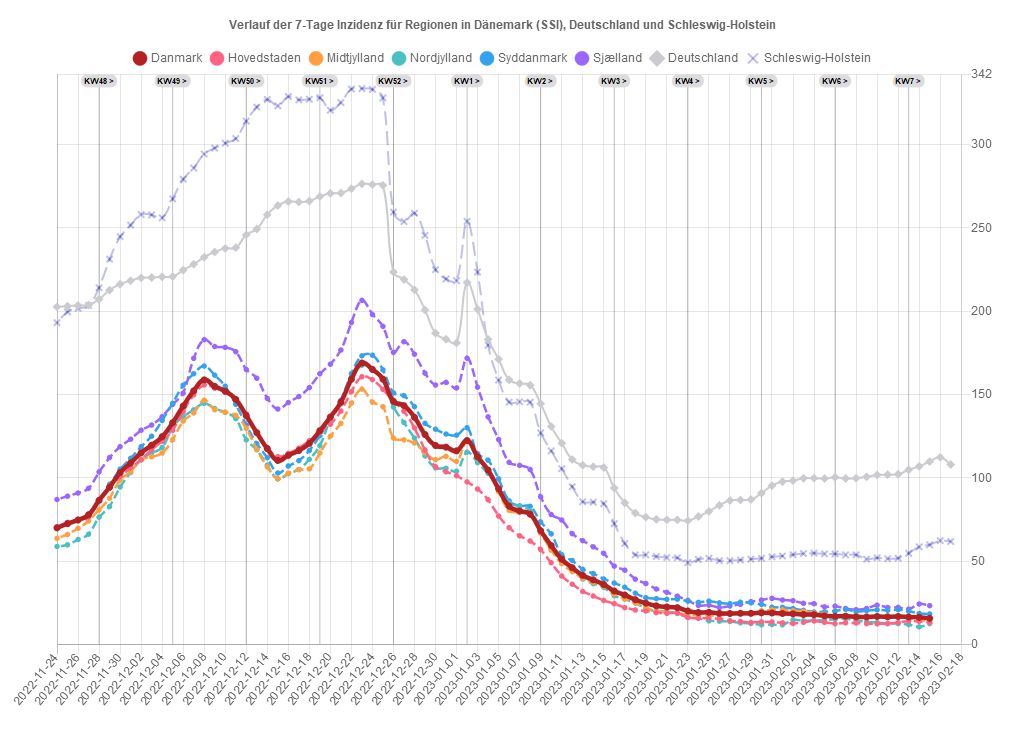 Verlauf der 7-Tage Inzidenz für Regionen in Dänemark (SSI), Deutschland und Schleswig-Holstein
Danmark Hovedstaden Midtjylland Nordjylland Syddanmark Sjælland Deutschland Schleswig-Holstein
KW48 > KW49 > KW50 > KW51 > KW52 > KW1 > KW2 > KW3 > KW4 > KW5 > KW6 > KW7 >
342
300
250
200
150
100
50
0
2022-11-24 2022-11-26 2022-11-28 2022-11-30 2022-12-02 2022-12-04 2022-12-06 2022-12-08 2022-12-10 2022-12-12 2022-12-14 2022-12-16 2022-12-18 2022-12-20 2022-12-22 2022-12-24 2022-12-26 2022-12-28 2022-12-30 2023-01-01 2023-01-03 2023-01-05 2023-01-07 2023-01-09 2023-01-11 2023-01-13 2023-01-15 2023-01-17 2023-01-19 2023-01-21 2023-01-23 2023-01-25 2023-01-27 2023-01-29 2023-01-31 2023-02-02 2023-02-04 2023-02-06 2023-02-08 2023-02-10 2023-02-12 2023-02-14 2023-02-16 2023-02-18